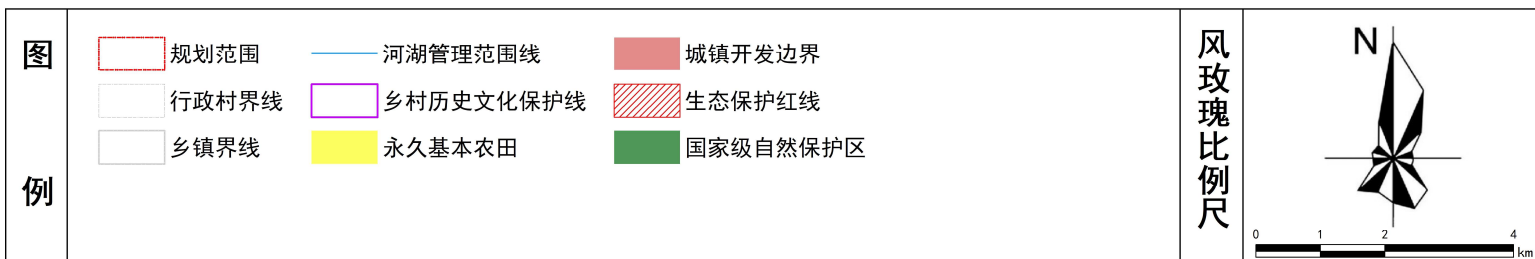 图例
规划范围
河湖管理范围线
城镇开发边界
行政村界线
乡村历史文化保护线
生态保护红线
乡镇界线
永久基本农田
国家级自然保护区
风玫瑰比例尺
N
0 1 2 4
km